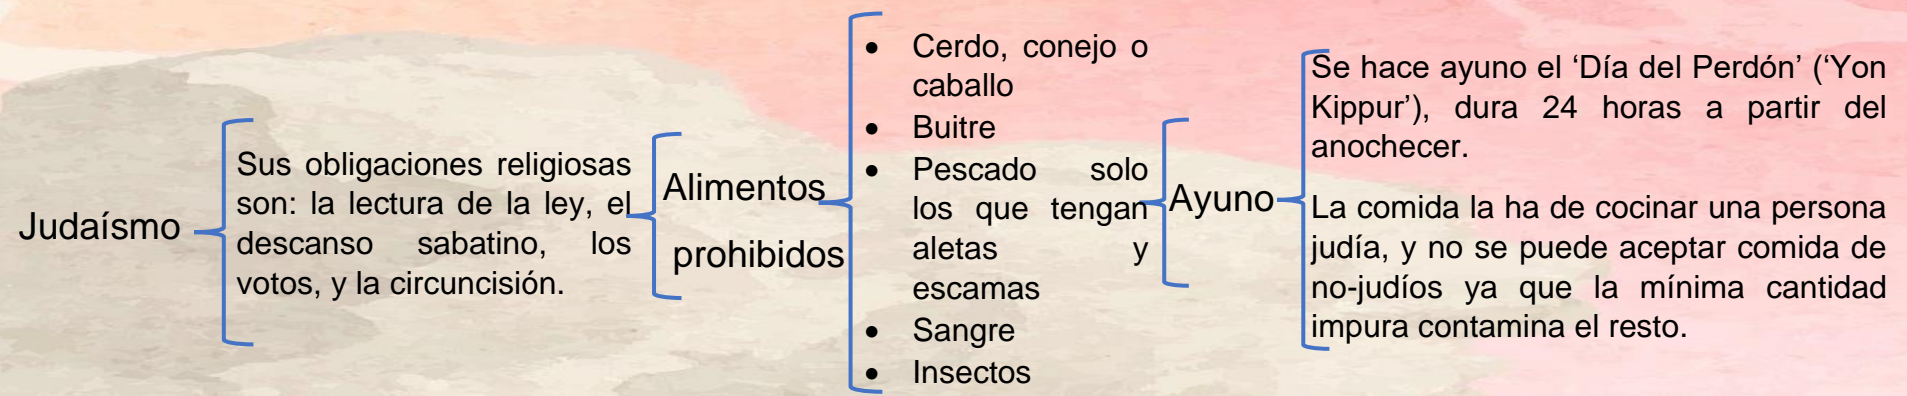 Judaísmo
Sus obligaciones religiosas
son: la lectura de la ley, el
descanso sabatino, los
votos, y la circuncisión.
Alimentos
prohibidos
• Cerdo, conejo o
caballo
• Buitre
• Pescado solo
los que tengan
aletas y
escamas
• Sangre
• Insectos
Ayuno
Se hace ayuno el ‘Día del Perdón’ (‘Yon
Kippur’), dura 24 horas a partir del
anochecer.
La comida la ha de cocinar una persona
judía, y no se puede aceptar comida de
no-judíos ya que la mínima cantidad
impura contamina el resto.